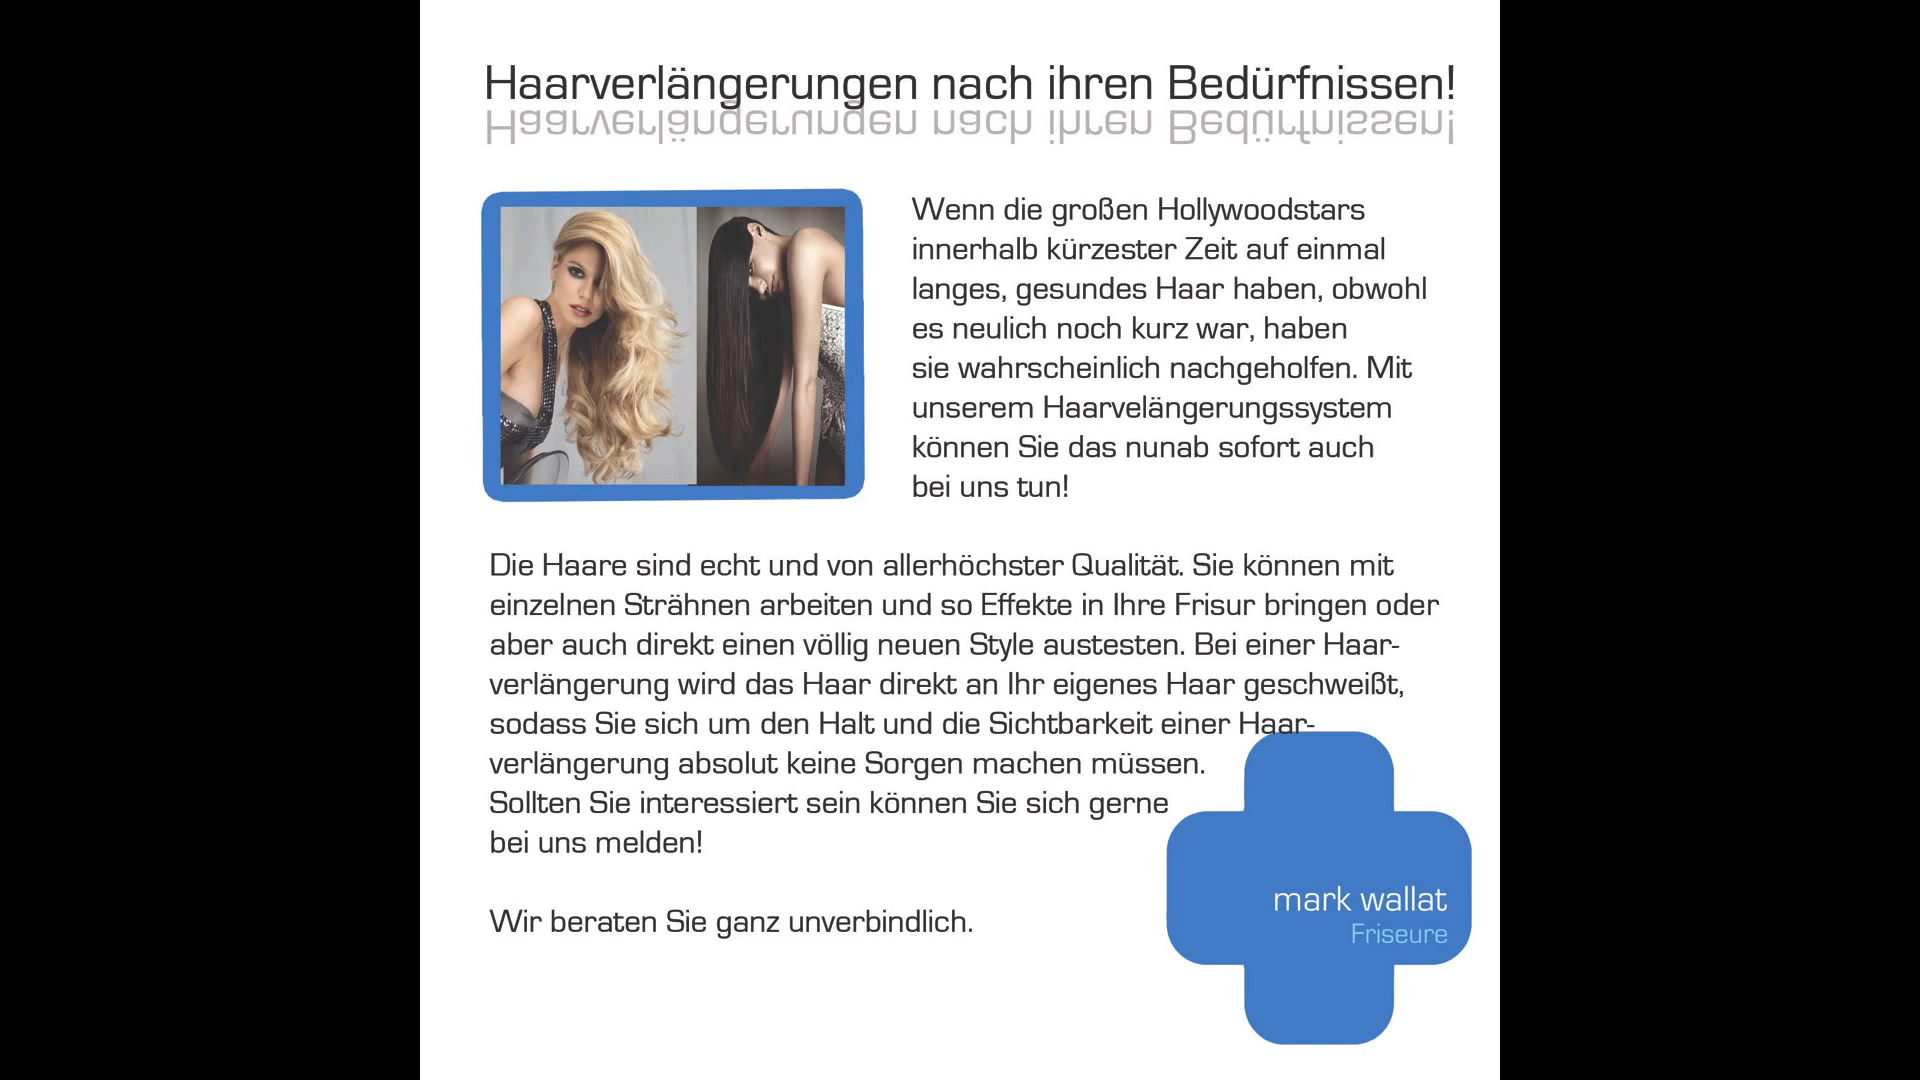 Haarverlängerungen nach ihren Bedürfnissen!
Wenn die großen Hollywoodstars
innerhalb kürzester Zeit auf einmal
langes, gesundes Haar haben, obwohl
es neulich noch kurz war, haben
sie wahrscheinlich nachgeholfen. Mit
unserem Haarvelängerungssystem
können Sie das nunab sofort auch
bei uns tun!
Die Haare sind echt und von allerhöchster Qualität. Sie können mit
einzelnen Strähnen arbeiten und so Effekte in Ihre Frisur bringen oder
aber auch direkt einen völlig neuen Style austesten. Bei einer Haar-
verlängerung wird das Haar direkt an Ihr eigenes Haar geschweißt,
sodass Sie sich um den Halt und die Sichtbarkeit einer Haar-
verlängerung absolut keine Sorgen machen müssen.
Sollten Sie interessiert sein können Sie sich gerne
bei uns melden!
Wir beraten Sie ganz unverbindlich.
mark wallat
Friseure